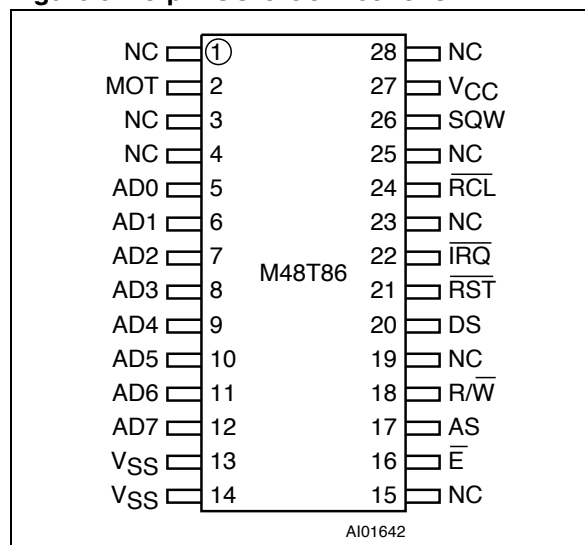 NC 1 28 NC
MOT 2 27 VCC
NC 3 26 SQW
NC 4 25 NC
AD0 5 24 RCL
AD1 6 23 NC
AD2 7 22 IRQ
M48T86
AD3 8 21 RST
AD4 9 20 DS
AD5 10 19 NC
AD6 11 18 R/W
AD7 12 17 AS
VSS 13 16 E
VSS 14 15 NC
AI01642